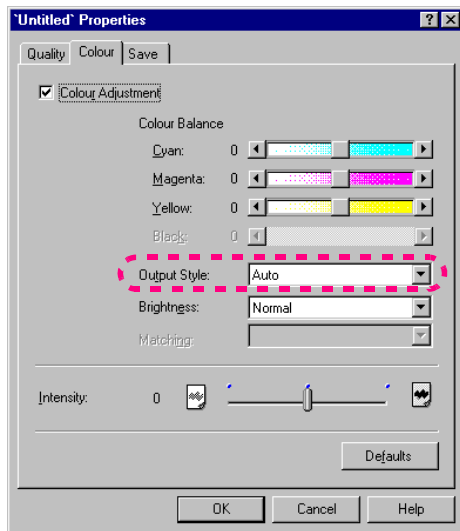 `Untitled` Properties
Quality Colour Save
Colour Adjustment
Colour Balance
Cyan: 0
Magenta: 0
Yellow: 0
Black: 0
Output Style: Auto
Brightness: Normal
Matching:
Intensity: 0
Defaults
OK Cancel Help